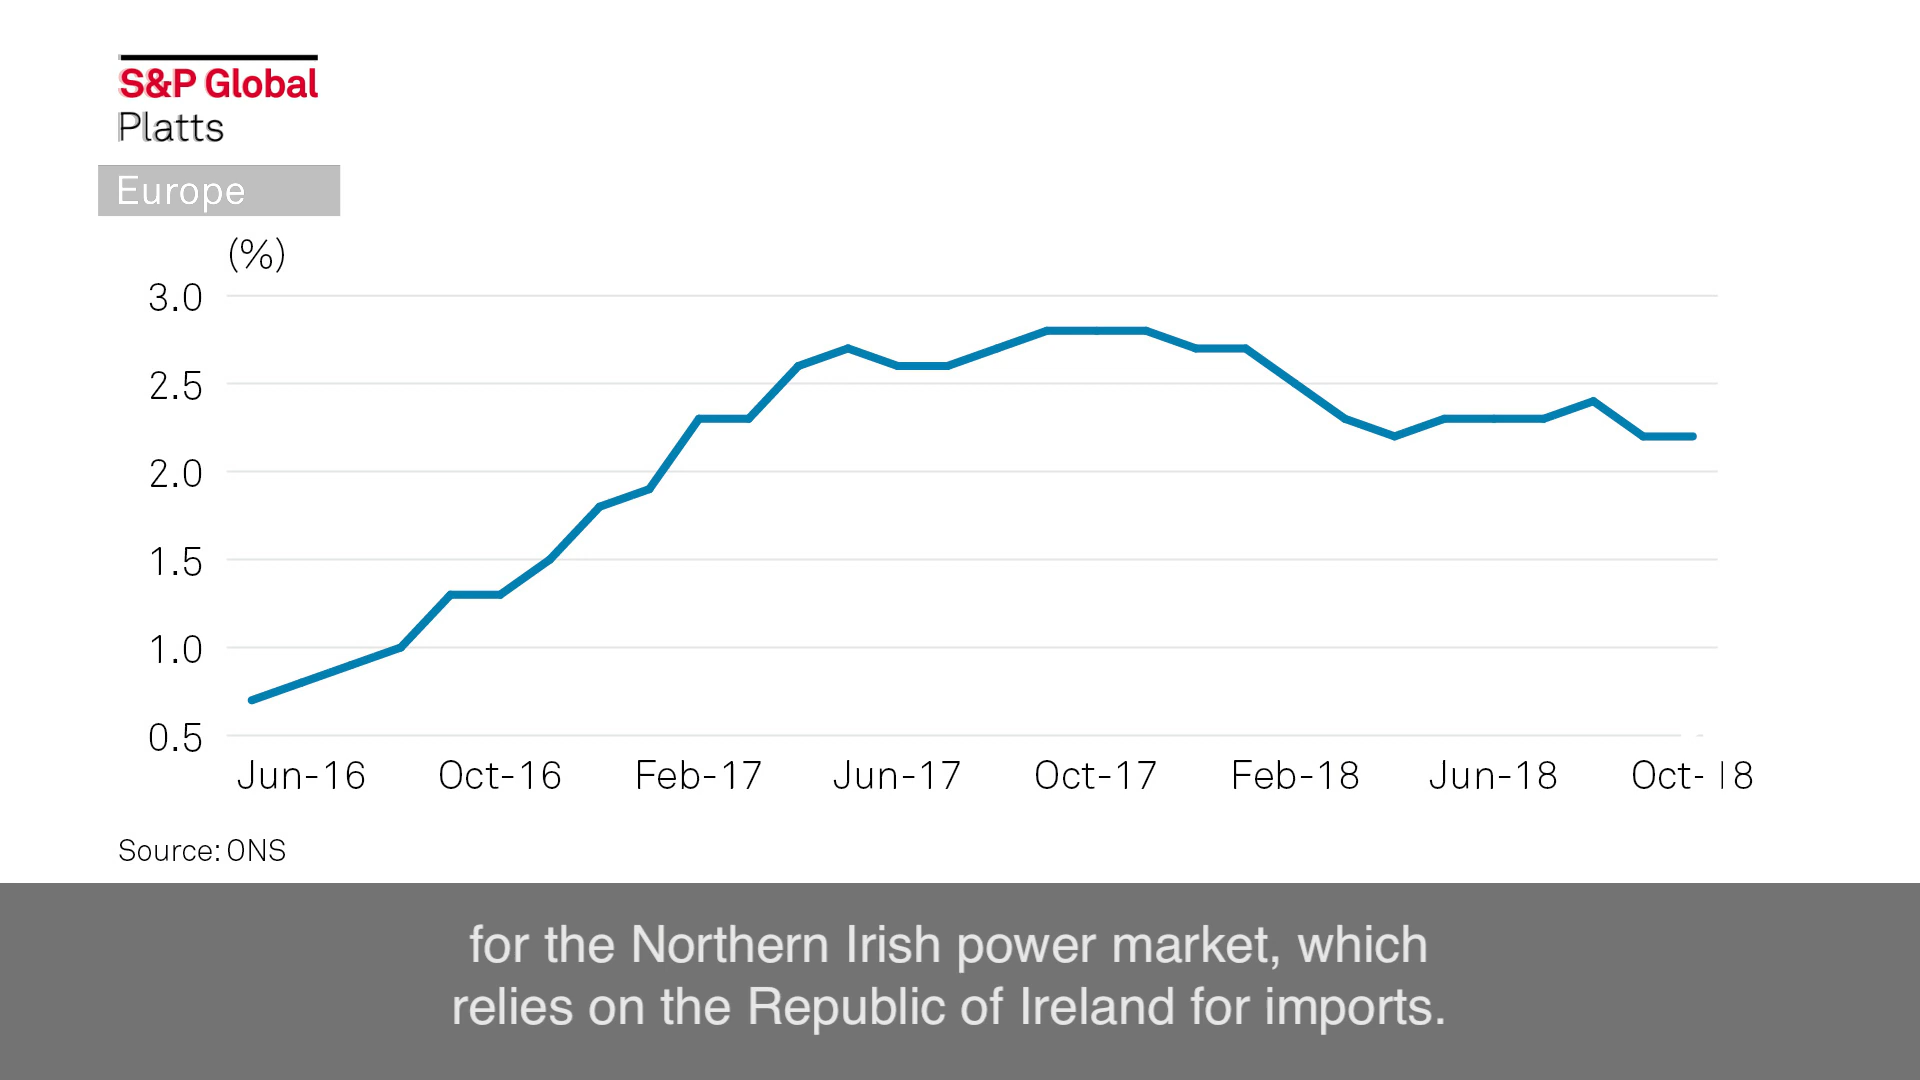 S&P Global
Platts
Europe
(%)
3.0
2.5
2.0
1.5
1.0
0.5
Jun-16 Oct-16 Feb-17 Jun-17 Oct-17 Feb-18 Jun-18 Oct-18
Source: ONS
for the Northern Irish power market, which
relies on the Republic of Ireland for imports.